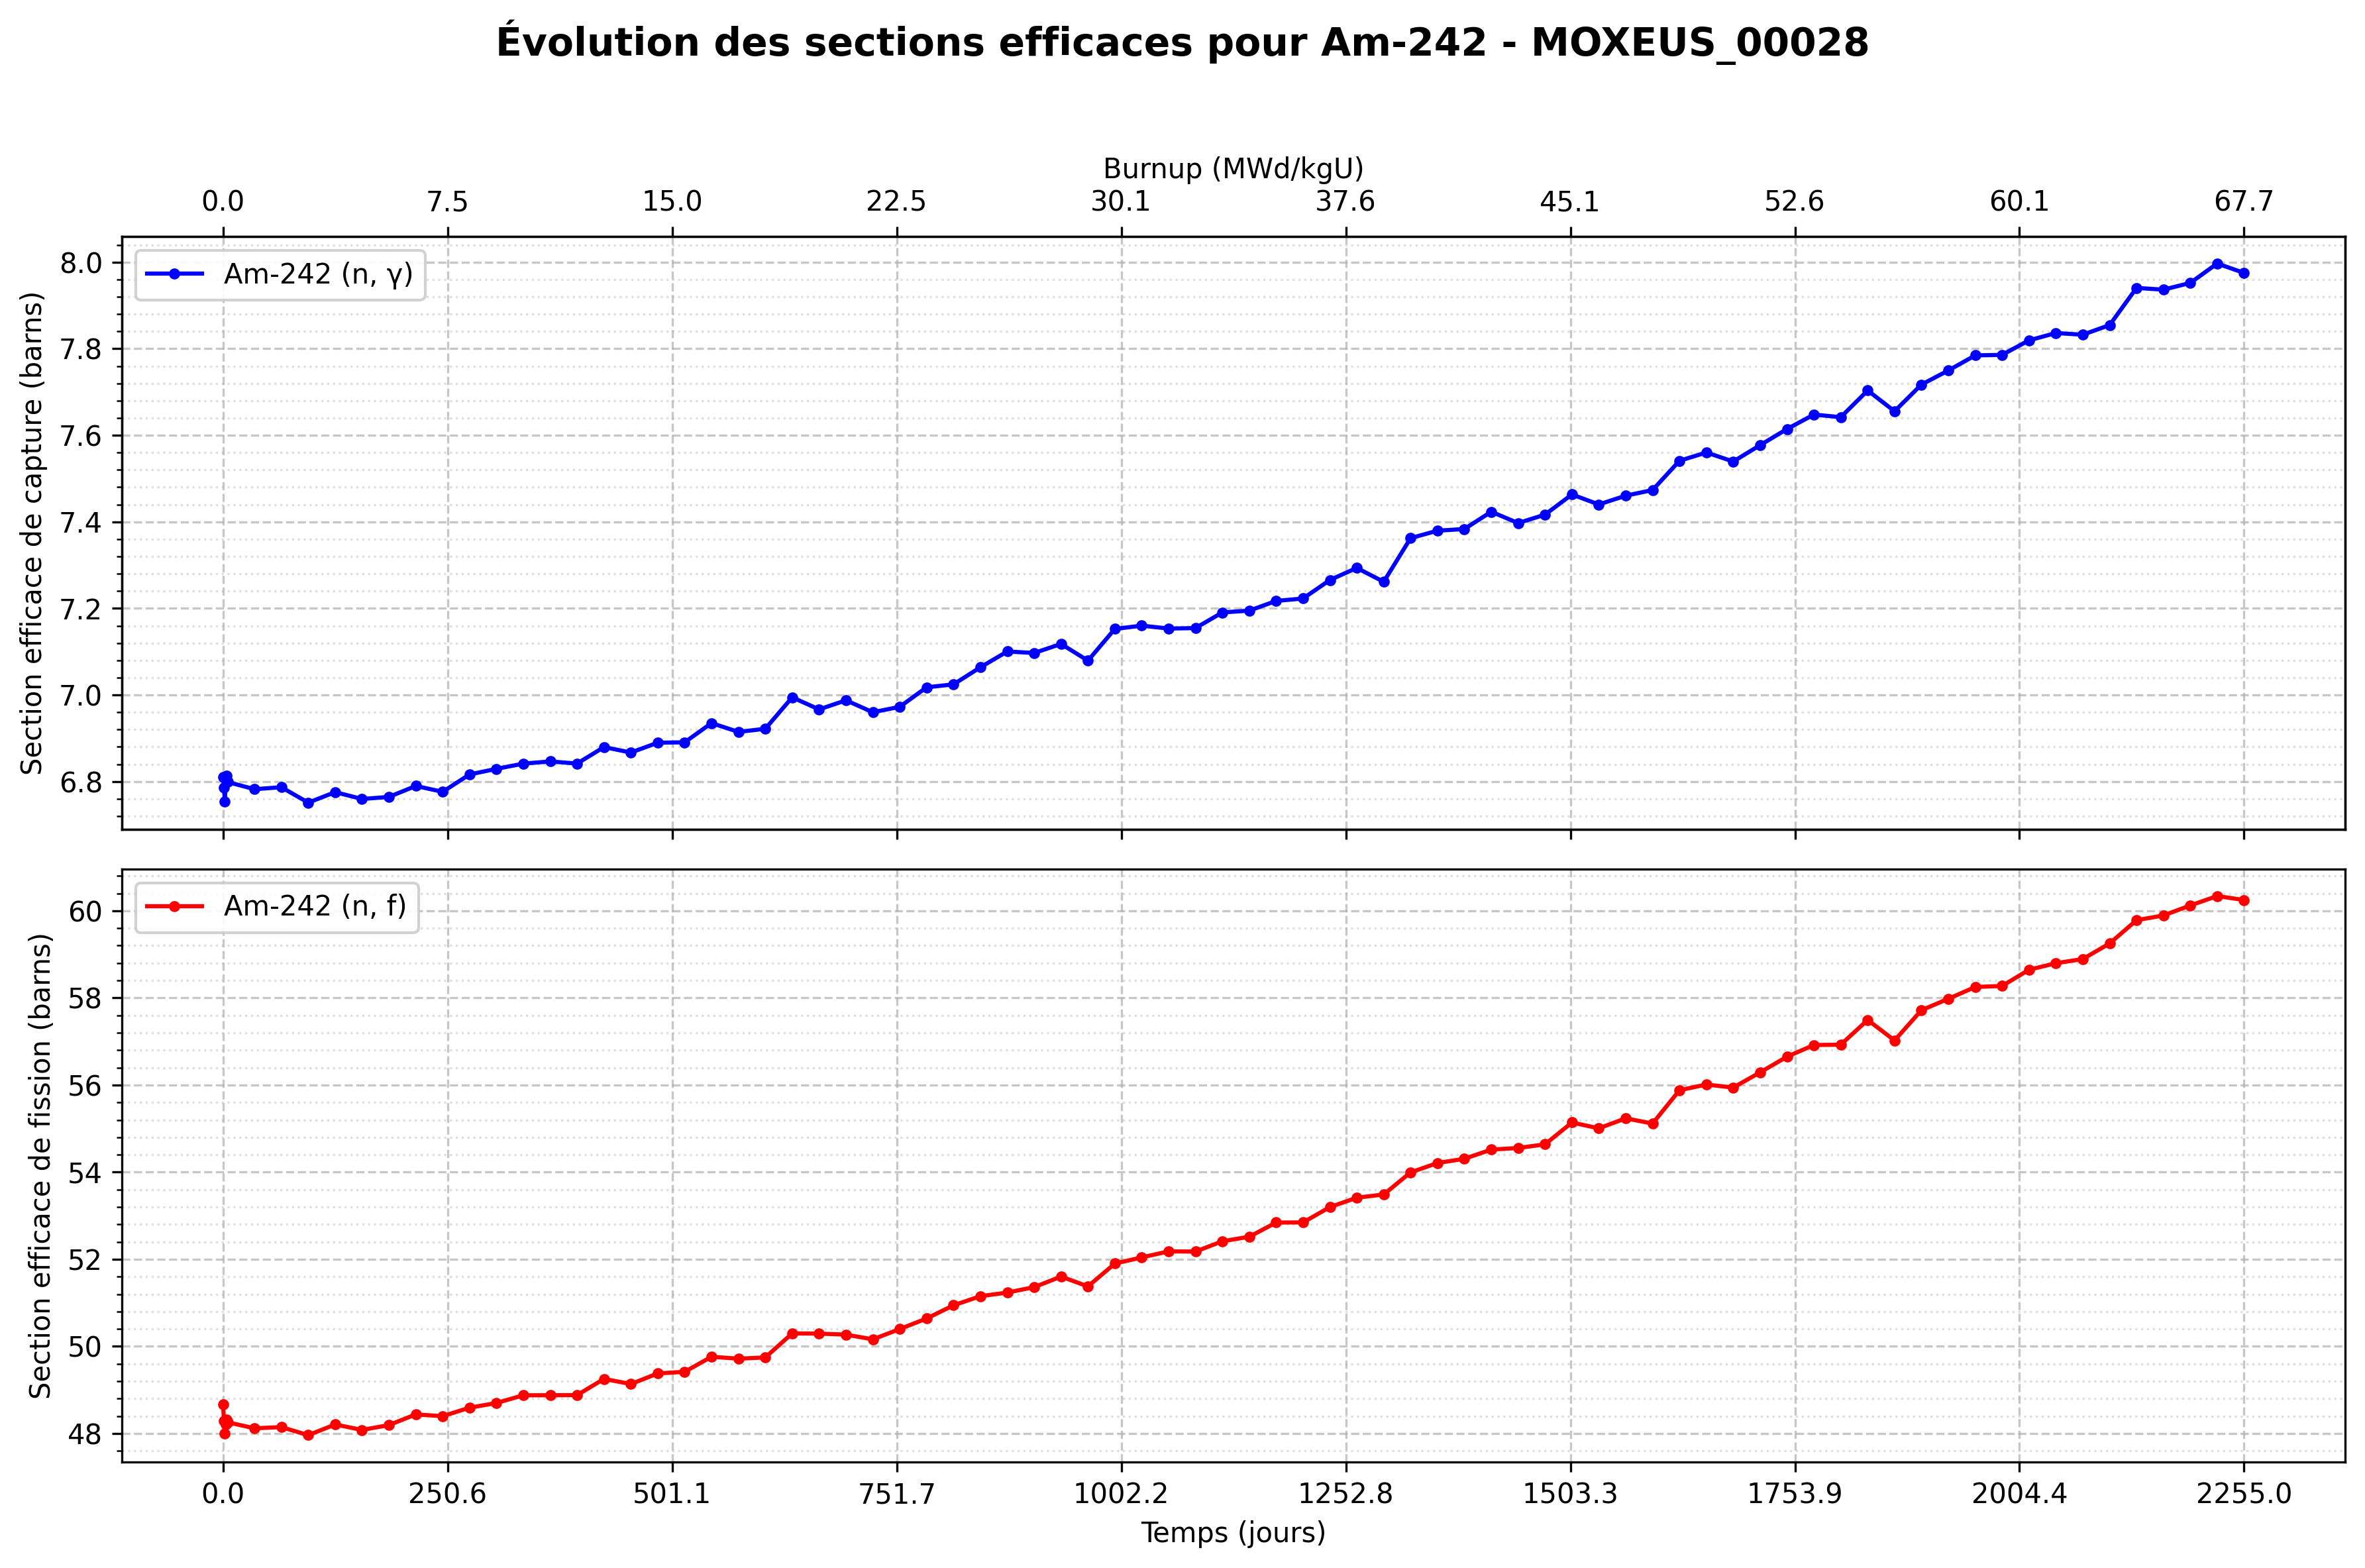 Évolution des sections efficaces pour Am-242 - MOXEUS_00028
Burnup (MWd/kgU)
0.0 7.5 15.0 22.5 30.1 37.6 45.1 52.6 60.1 67.7
Section efficace de capture (barns)
8.0
7.8
7.6
7.4
7.2
7.0
6.8
Am-242 (n, γ)
Section efficace de fission (barns)
60
58
56
54
52
50
48
Am-242 (n, f)
0.0 250.6 501.1 751.7 1002.2 1252.8 1503.3 1753.9 2004.4 2255.0
Temps (jours)